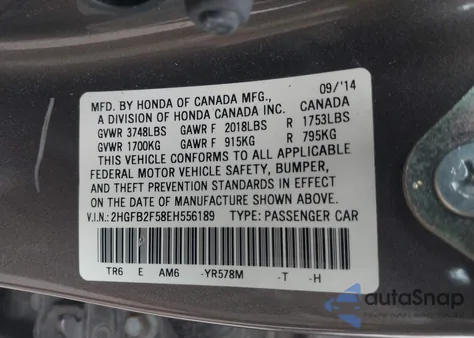 09/'14
MFD. BY HONDA OF CANADA MFG., CANADA
A DIVISION OF HONDA CANADA INC.
GVWR 3748LBS GAWR F 2018LBS R 1753LBS
GVWR 1700KG GAWR F 915KG R 795KG
THIS VEHICLE CONFORMS TO ALL APPLICABLE
FEDERAL MOTOR VEHICLE SAFETY, BUMPER,
AND THEFT PREVENTION STANDARDS IN EFFECT
ON THE DATE OF MANUFACTURE SHOWN ABOVE
V.I.N.: 2HGFB2F58EH556189 TYPE: PASSENGER CAR
TR6 E AM6 -YR578M -T -H
autoSnap